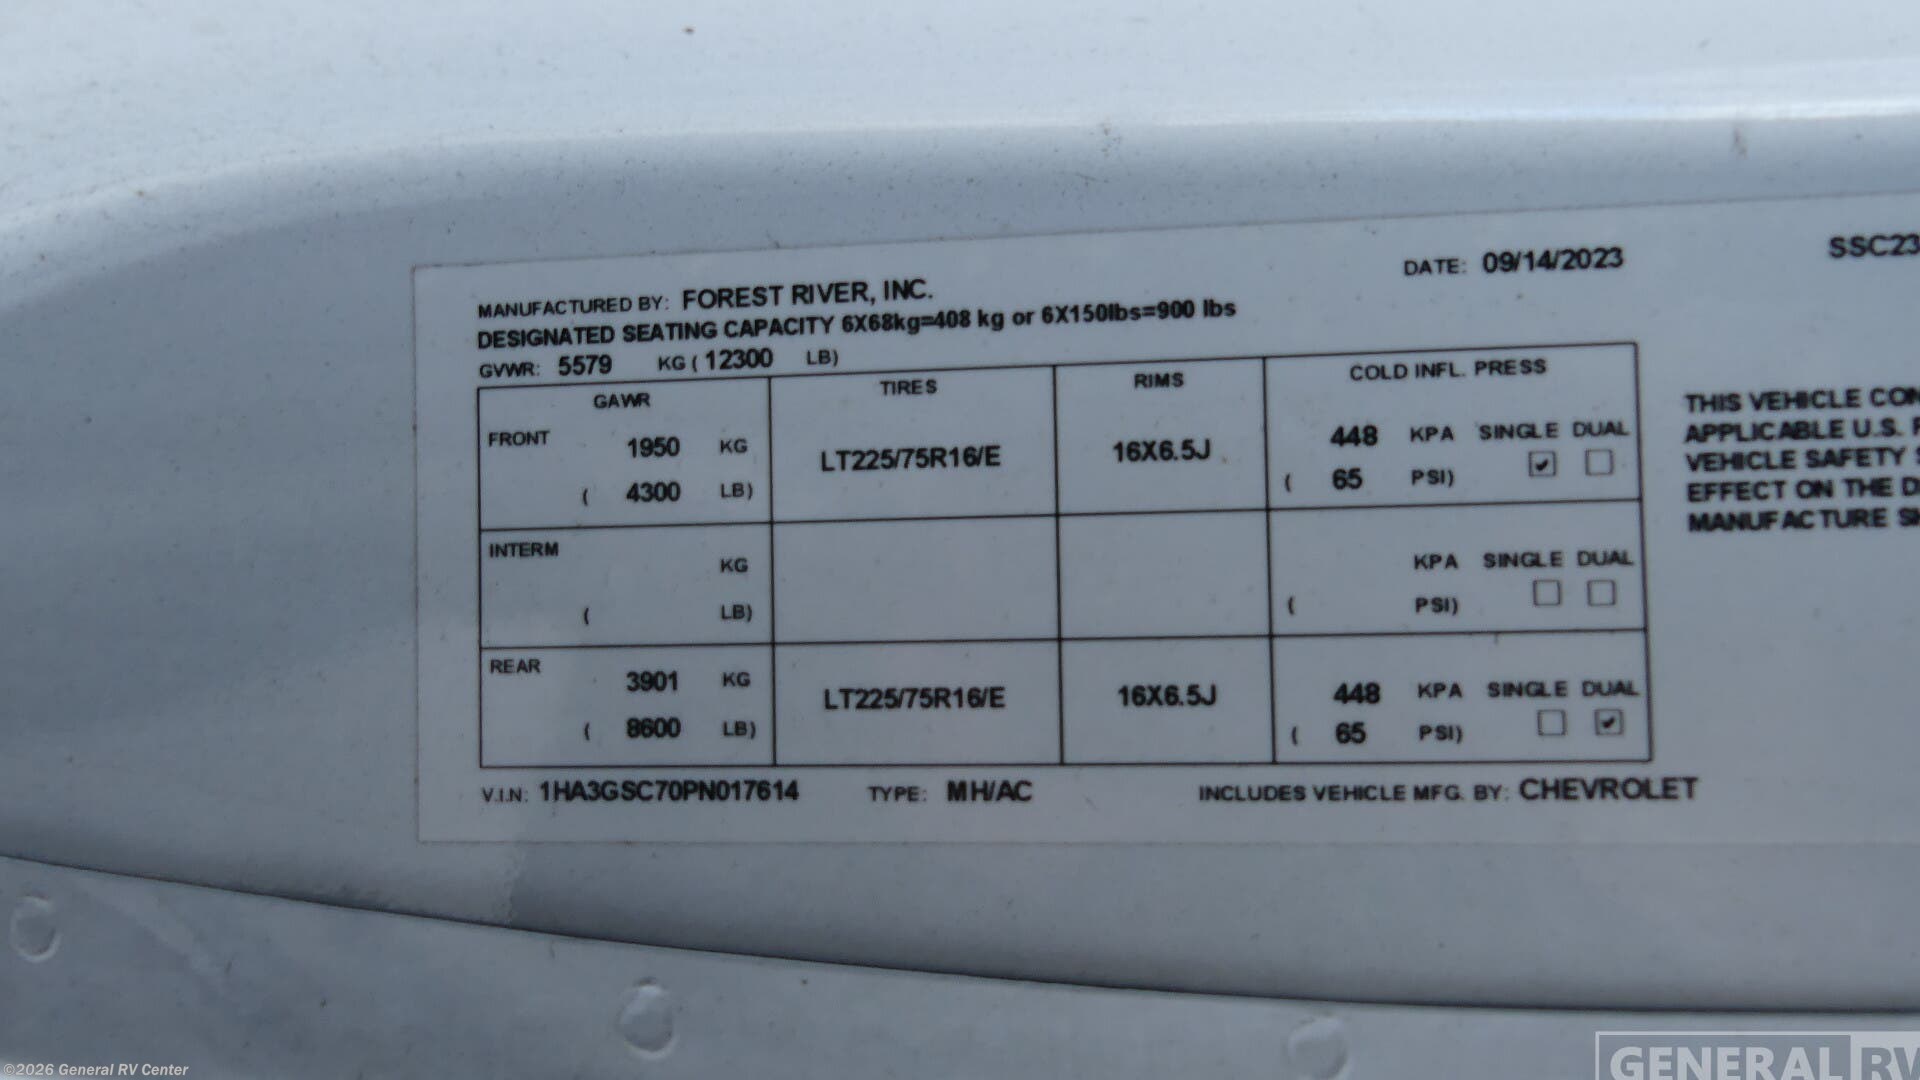 MANUFACTURED BY: FOREST RIVER, INC. DATE: 09/14/2023 SSC23
DESIGNATED SEATING CAPACITY 6X68kg=408 kg or 6X150lbs=900 lbs
GVWR: 5579 KG ( 12300 LB)
GAWR TIRES RIMS COLD INFL. PRESS
FRONT 1950 KG LT225/75R16/E 16X6.5J 448 KPA SINGLE DUAL
( 4300 LB) ( 65 PSI)
INTERM KG KPA SINGLE DUAL
( LB) ( PSI)
REAR 3901 KG LT225/75R16/E 16X6.5J 448 KPA SINGLE DUAL
( 8600 LB) ( 65 PSI)
V.I.N: 1HA3GSC70PN017614 TYPE: MH/AC INCLUDES VEHICLE MFG. BY: CHEVROLET
THIS VEHICLE CON
APPLICABLE U.S.
VEHICLE SAFETY
EFFECT ON THE D
MANUFACTURE SH
©2026 General RV Center
GENERAL RV